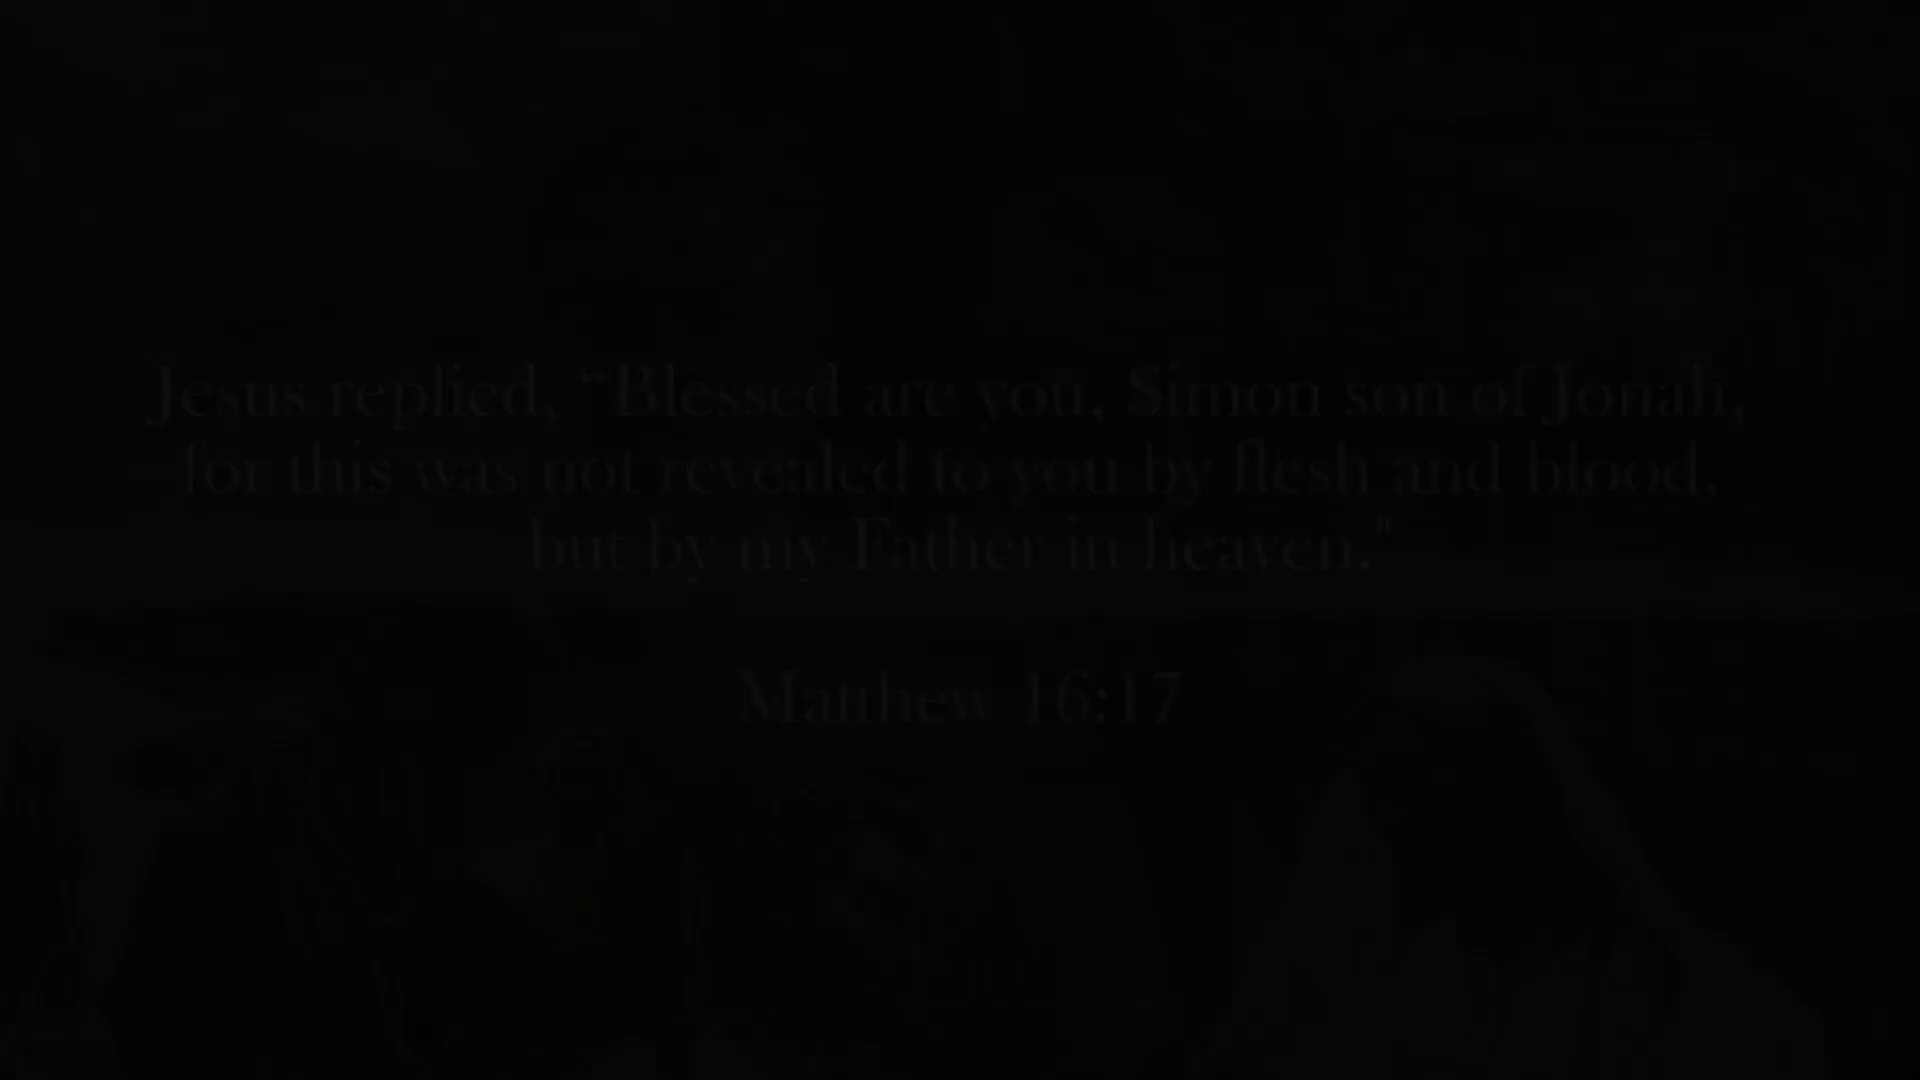 Jesus replied, “Blessed are you, Simon son of Jonah,
for this was not revealed to you by flesh and blood,
but by my Father in heaven."
Matthew 16:17